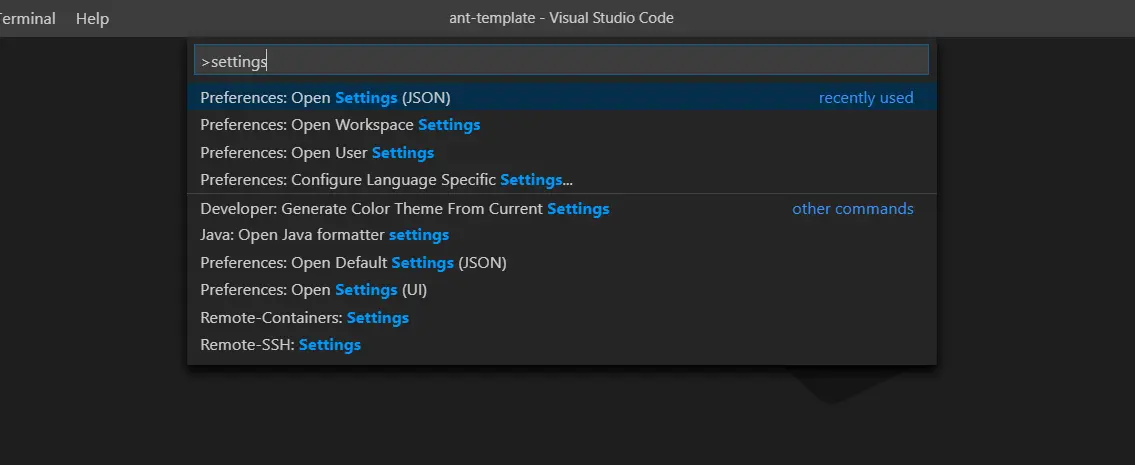 Terminal Help ant-template - Visual Studio Code
>settings
Preferences: Open Settings (JSON) recently used
Preferences: Open Workspace Settings
Preferences: Open User Settings
Preferences: Configure Language Specific Settings...
Developer: Generate Color Theme From Current Settings other commands
Java: Open Java formatter settings
Preferences: Open Default Settings (JSON)
Preferences: Open Settings (UI)
Remote-Containers: Settings
Remote-SSH: Settings